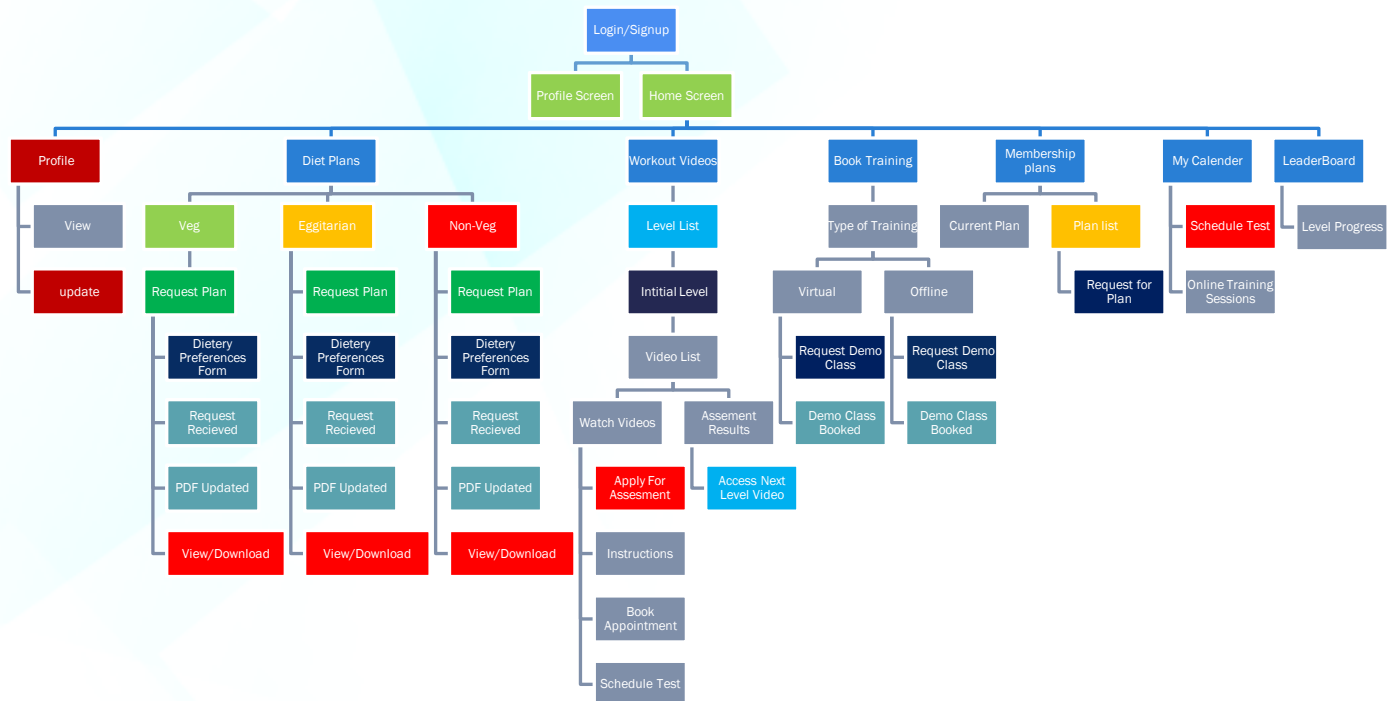 Login/Signup
Profile Screen
Home Screen
Profile
Diet Plans
Workout Videos
Book Training
Membership
plans
My Calender
LeaderBoard
View
Veg
Eggitarian
Non-Veg
Level List
Type of Training
Current Plan
Plan list
Schedule Test
Level Progress
update
Request Plan
Request Plan
Request Plan
Intitial Level
Virtual
Offline
Request for
Plan
Online Training
Sessions
Dietery
Preferences
Form
Dietery
Preferences
Form
Dietery
Preferences
Form
Video List
Request Demo
Class
Request Demo
Class
Request
Recieved
Request
Recieved
Request
Recieved
Watch Videos
Assement
Results
Demo Class
Booked
Demo Class
Booked
PDF Updated
PDF Updated
PDF Updated
Apply For
Assesment
Access Next
Level Video
View/Download
View/Download
View/Download
Instructions
Book
Appointment
Schedule Test